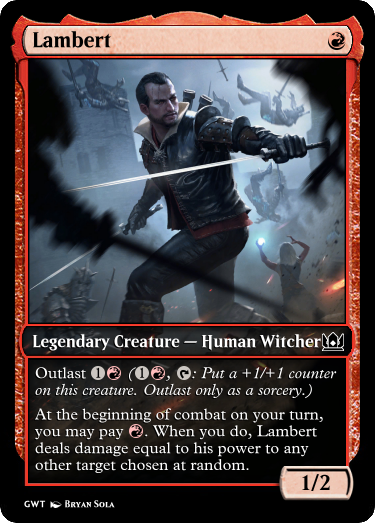 Lambert
Legendary Creature — Human Witcher
Outlast 1R (1R, T: Put a +1/+1 counter
on this creature. Outlast only as a sorcery.)
At the beginning of combat on your turn,
you may pay R. When you do, Lambert
deals damage equal to his power to any
other target chosen at random.
1/2
GWT Bryan Sola